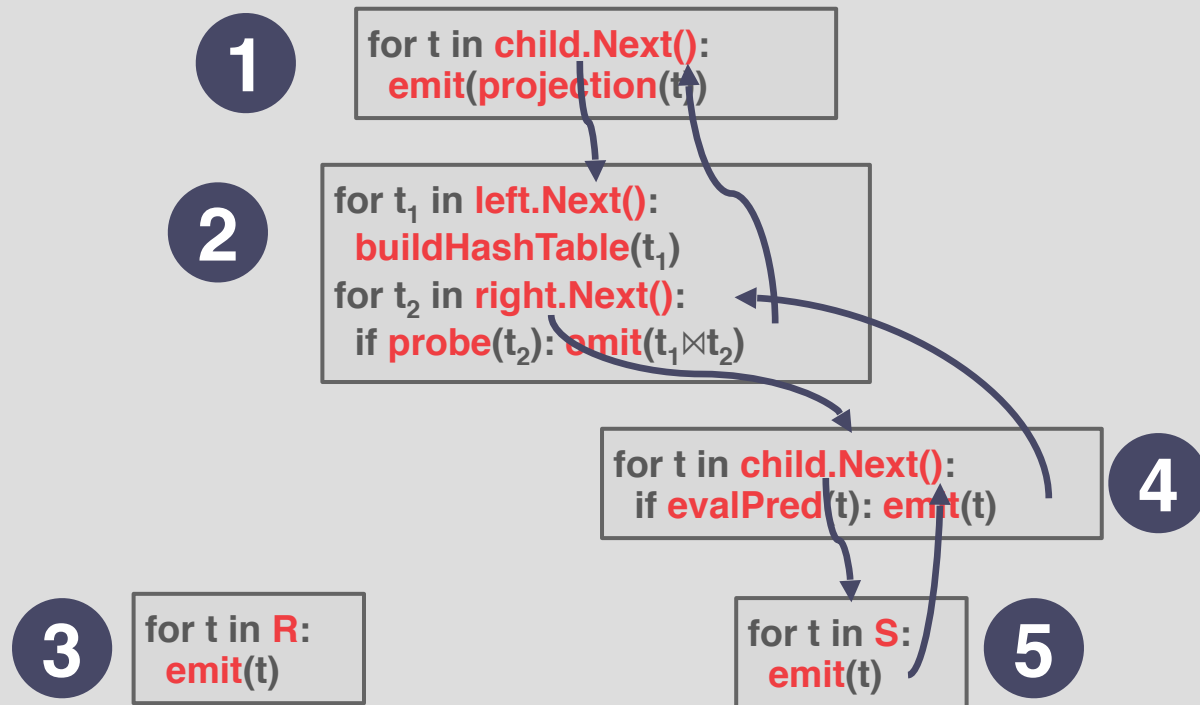 1
for t in child.Next():
emit(projection(t))
2
for t₁ in left.Next():
buildHashTable(t₁)
for t₂ in right.Next():
if probe(t₂): emit(t₁⨝t₂)
for t in child.Next():
if evalPred(t): emit(t)
4
3
for t in R:
emit(t)
for t in S:
emit(t)
5